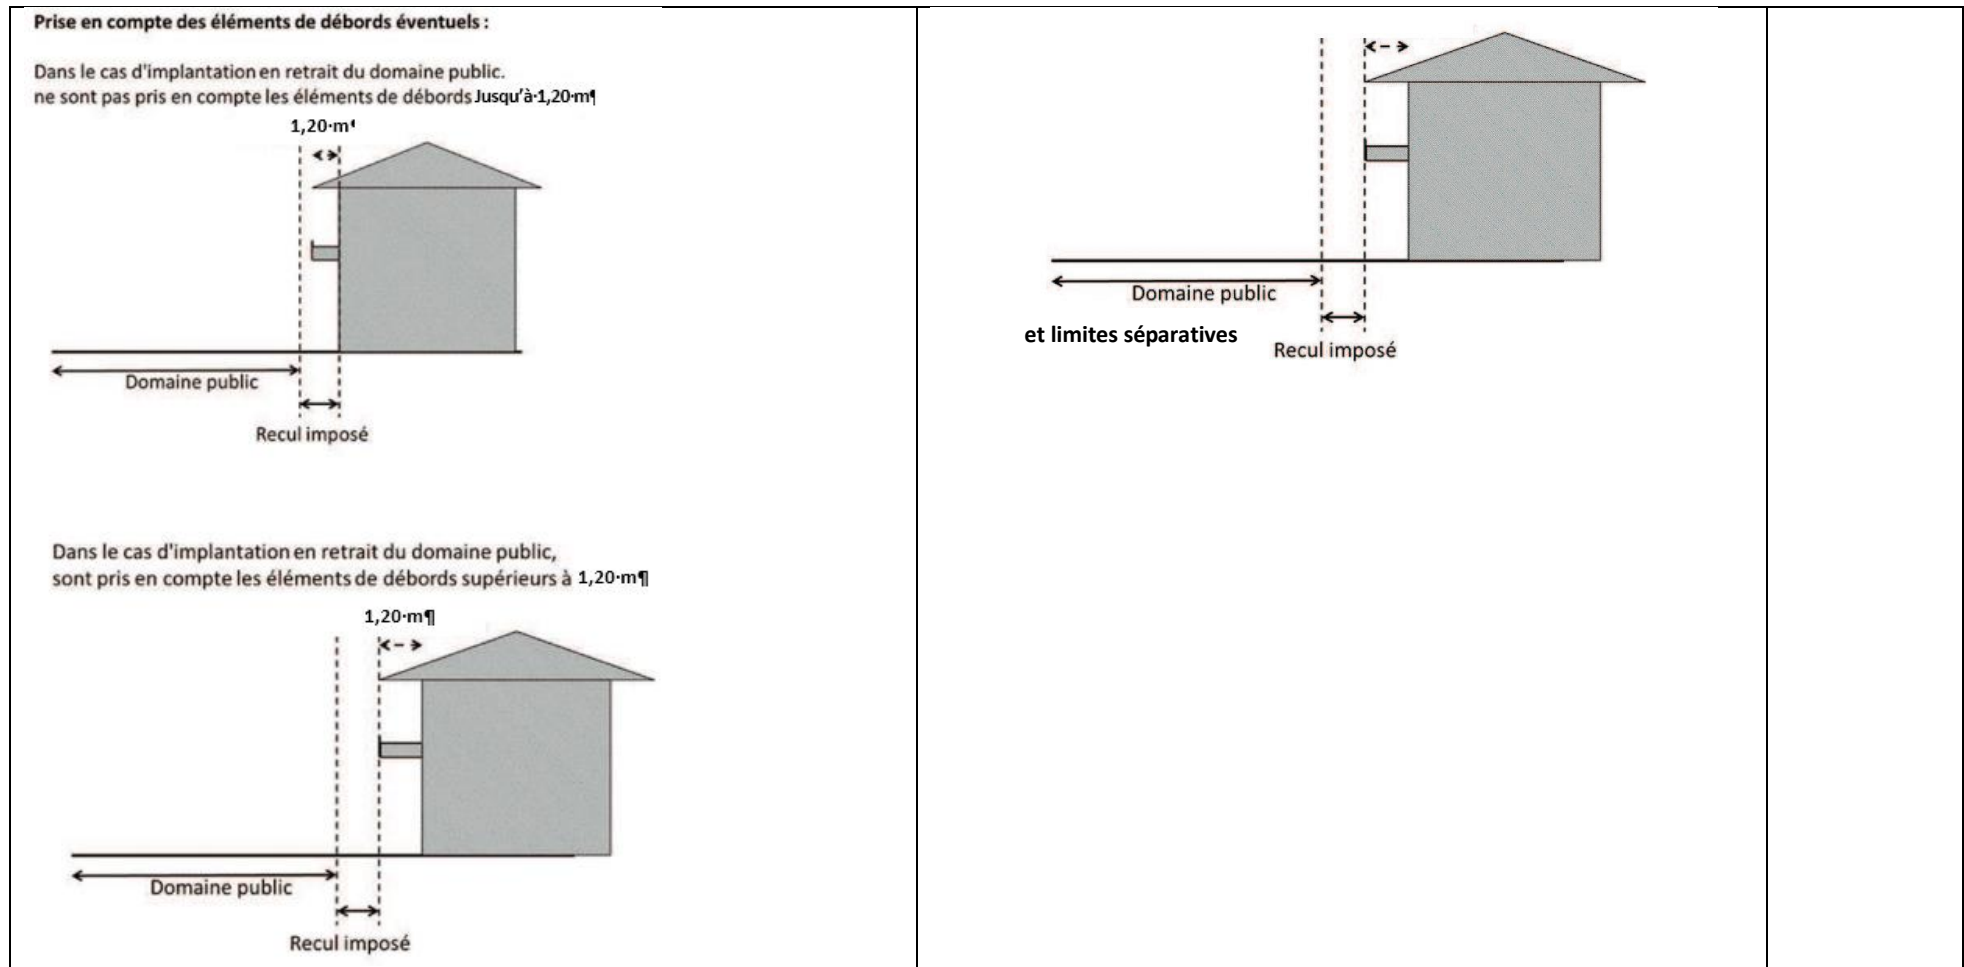 Prise en compte des éléments de débords éventuels :
Dans le cas d'implantation en retrait du domaine public.
ne sont pas pris en compte les éléments de débords Jusqu'à·1,20·m¶
1,20·m¶
Domaine public
Recul imposé
Dans le cas d'implantation en retrait du domaine public,
sont pris en compte les éléments de débords supérieurs à 1,20·m¶
1,20·m¶
Domaine public
Recul imposé
Domaine public
et limites séparatives
Recul imposé